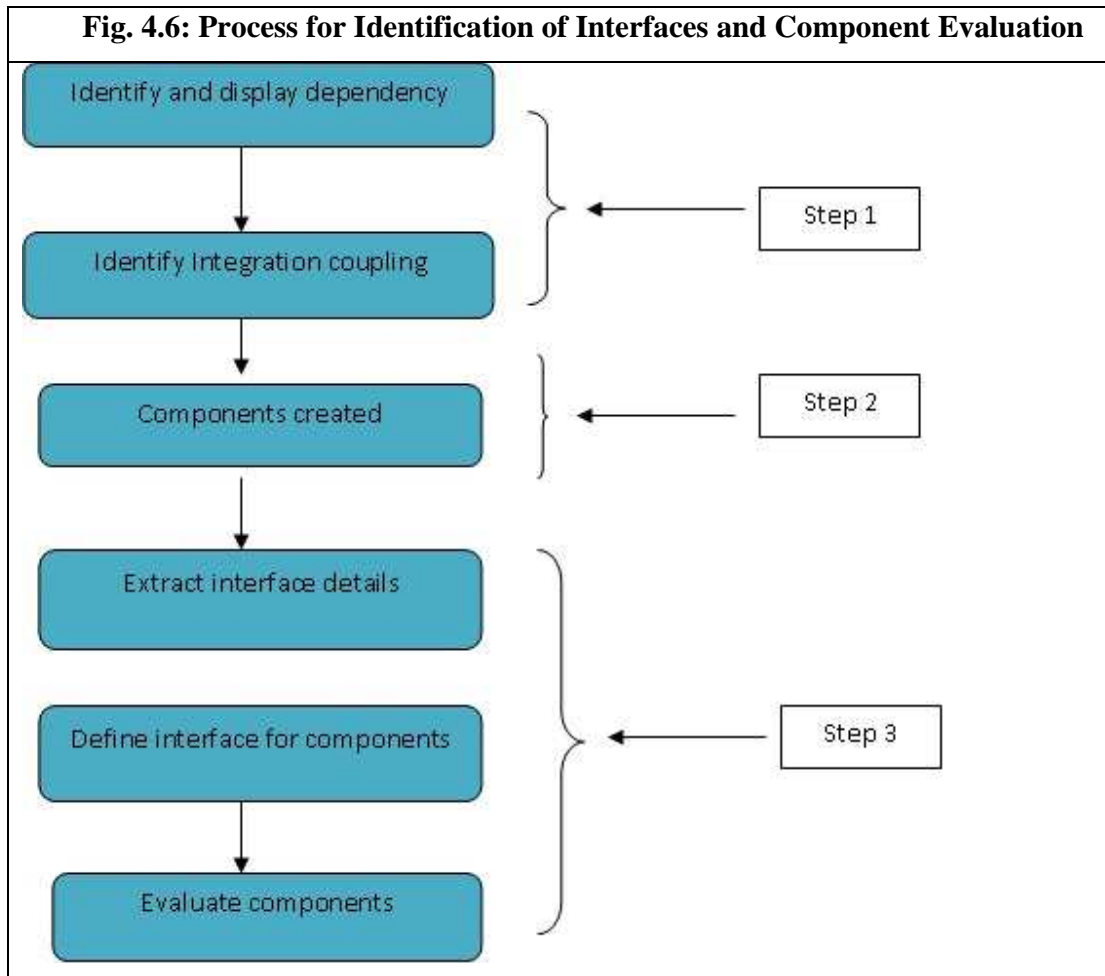 Fig. 4.6: Process for Identification of Interfaces and Component Evaluation
Identify and display dependency
Step 1
Identify Integration coupling
Components created
Step 2
Extract interface details
Define interface for components
Step 3
Evaluate components